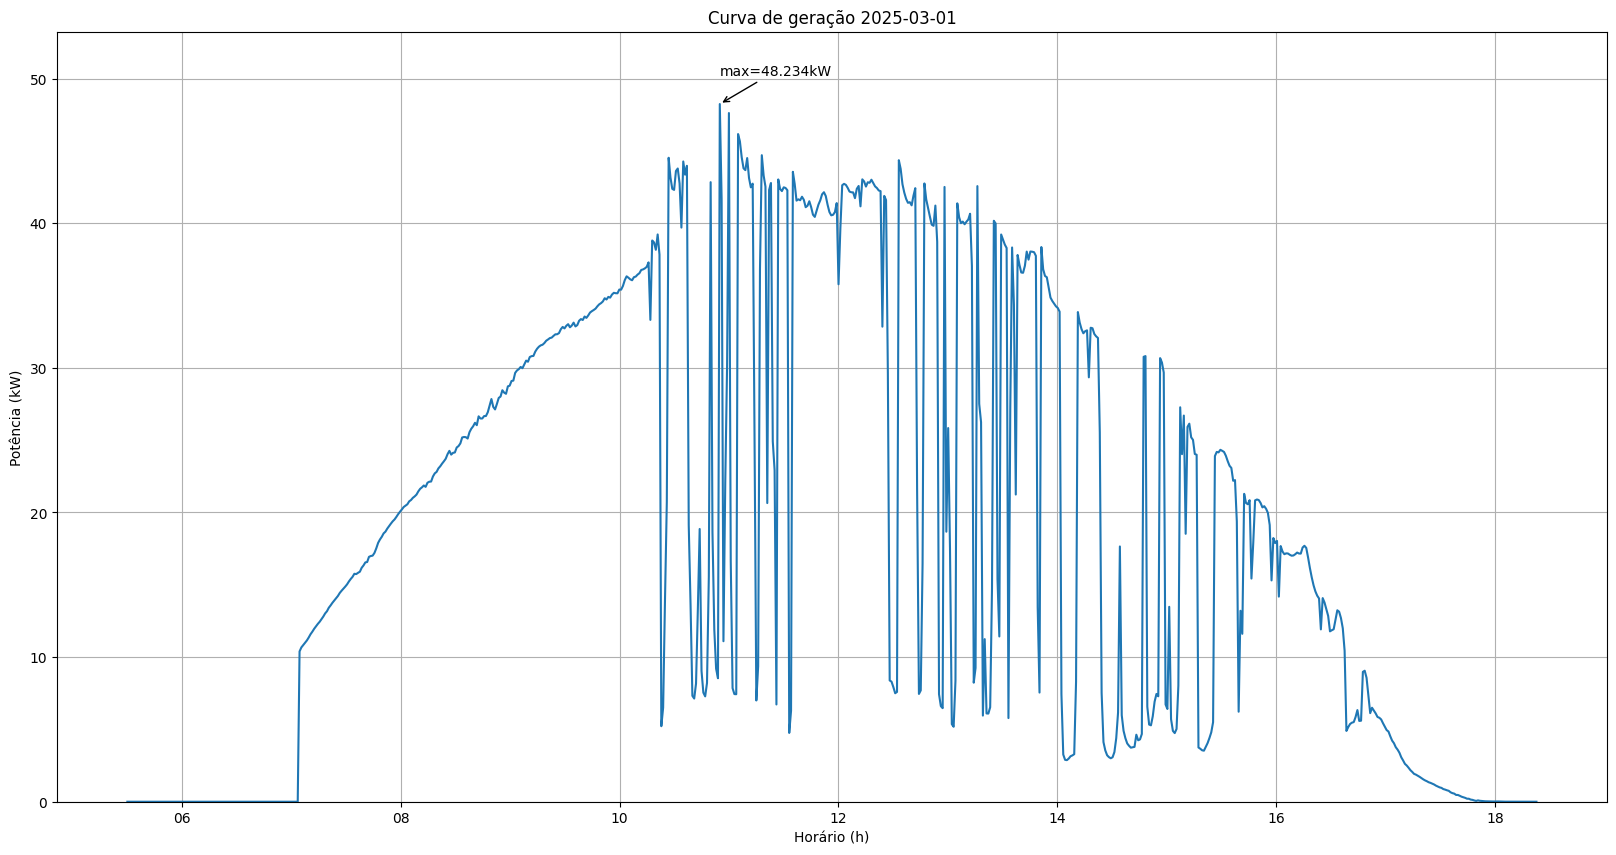 Curva de geração 2025-03-01
max=48.234kW
50
40
30
20
10
0
Potência (kW)
06 08 10 12 14 16 18
Horário (h)